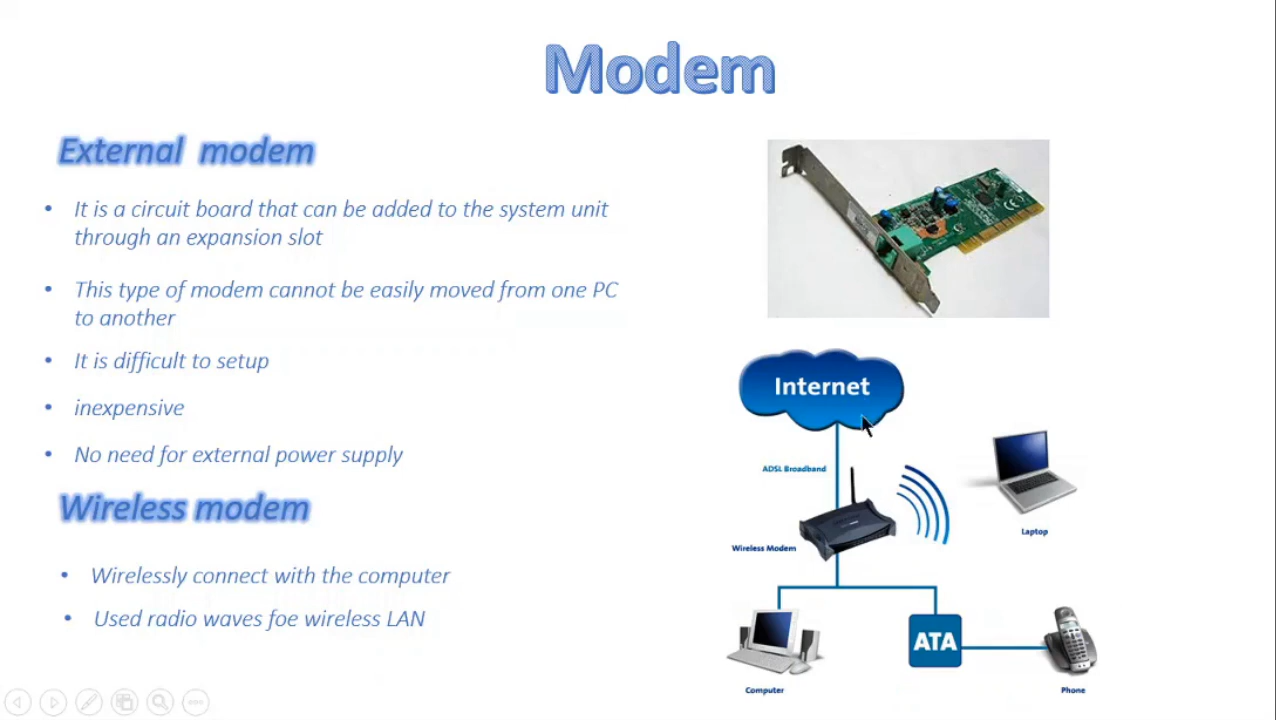 Modem
External modem
• It is a circuit board that can be added to the system unit
through an expansion slot
• This type of modem cannot be easily moved from one PC
to another
• It is difficult to setup
• inexpensive
• No need for external power supply
Wireless modem
• Wirelessly connect with the computer
• Used radio waves foe wireless LAN
Internet
ADSL Broadband
Laptop
Wireless Modem
ATA
Computer
Phone